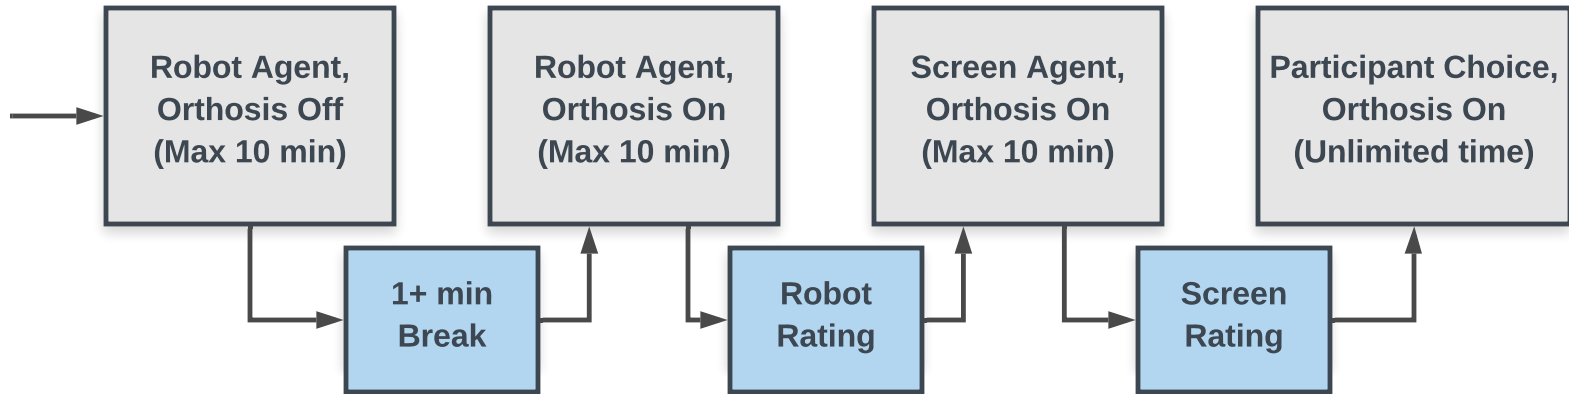 Robot Agent,
Orthosis Off
(Max 10 min)
1+ min
Break
Robot Agent,
Orthosis On
(Max 10 min)
Robot
Rating
Screen Agent,
Orthosis On
(Max 10 min)
Screen
Rating
Participant Choice,
Orthosis On
(Unlimited time)